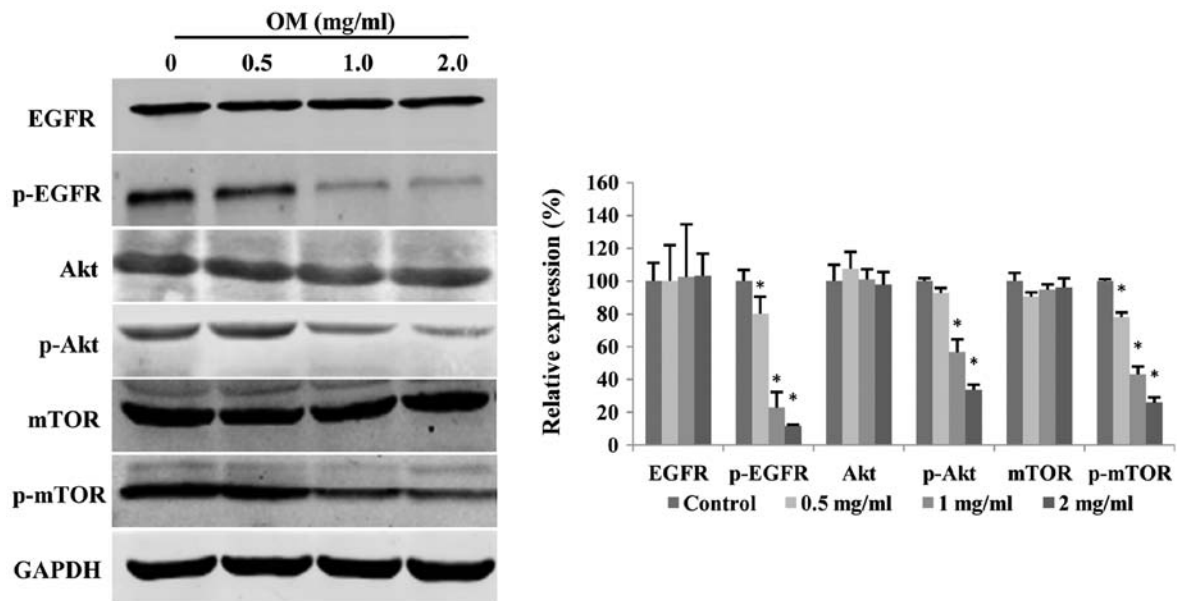 OM (mg/ml)
0 0.5 1.0 2.0
EGFR
p-EGFR
Akt
p-Akt
mTOR
p-mTOR
GAPDH
Relative expression (%)
160
140
120
100
80
60
40
20
0
*
* *
* *
*
* *
EGFR p-EGFR Akt p-Akt mTOR p-mTOR
Control 0.5 mg/ml 1 mg/ml 2 mg/ml